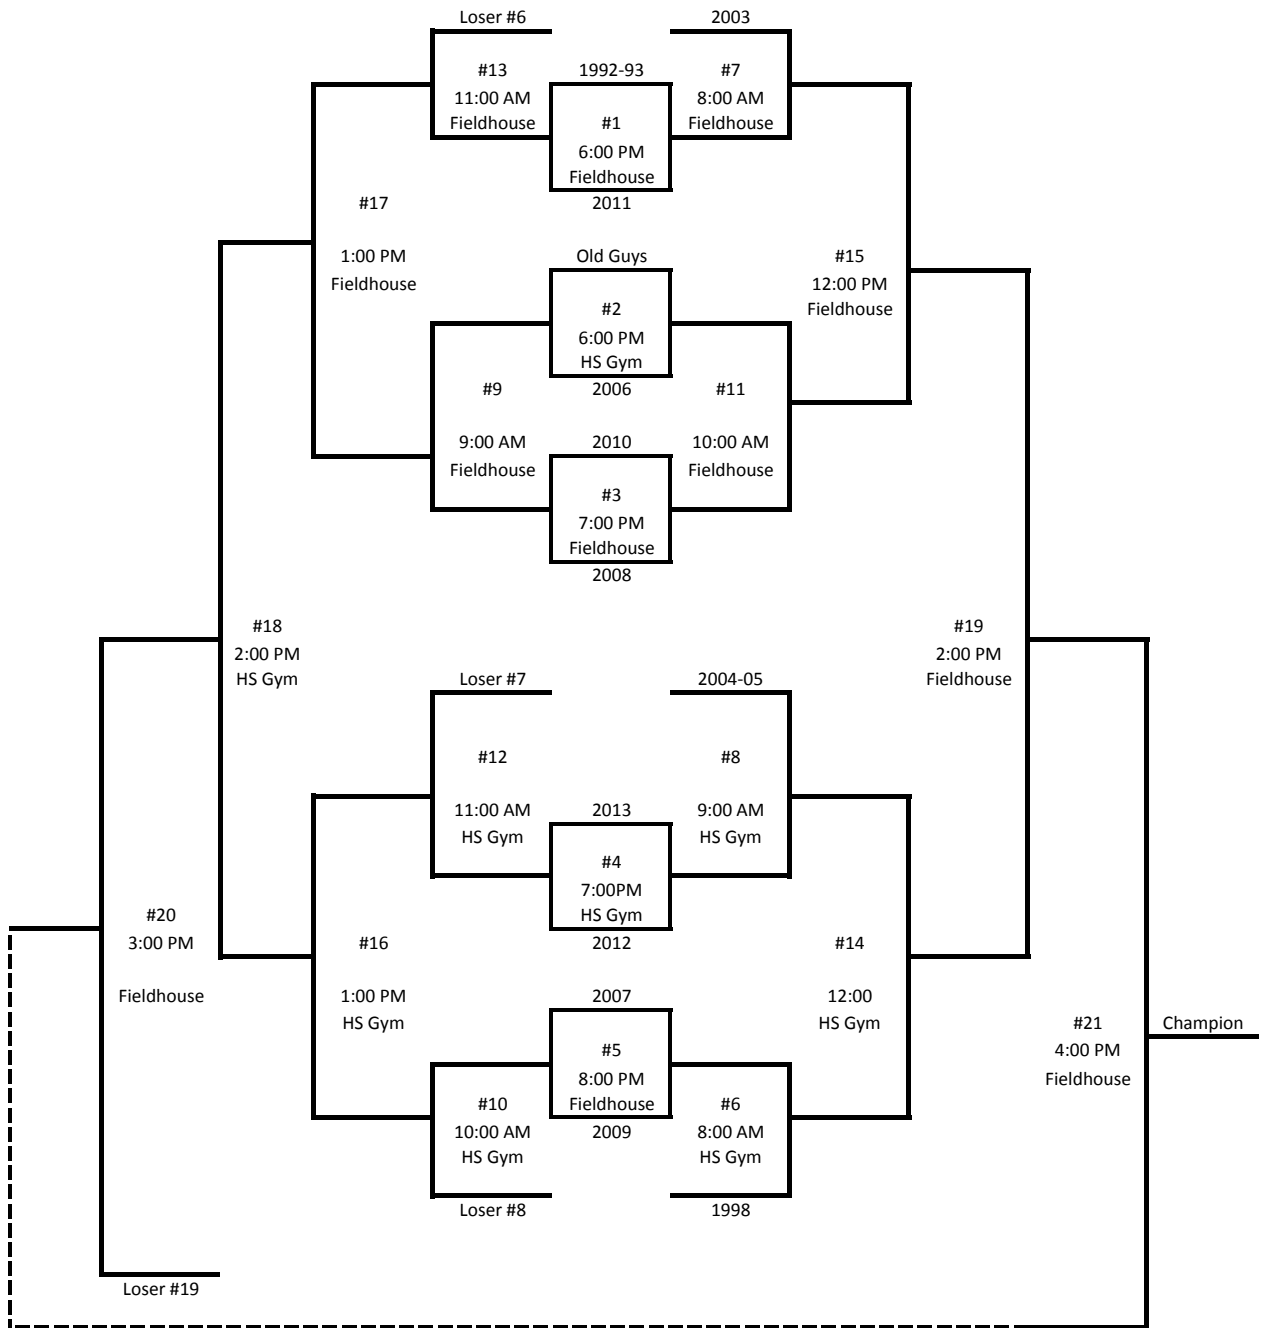 Loser #6
2003
#13
11:00 AM
Fieldhouse
1992-93
#7
8:00 AM
Fieldhouse
#1
6:00 PM
Fieldhouse
2011
#17
1:00 PM
Fieldhouse
Old Guys
#2
6:00 PM
HS Gym
2006
#15
12:00 PM
Fieldhouse
#9
9:00 AM
Fieldhouse
2010
#3
7:00 PM
Fieldhouse
2008
#11
10:00 AM
Fieldhouse
#18
2:00 PM
HS Gym
#19
2:00 PM
Fieldhouse
Loser #7
2004-05
#12
11:00 AM
HS Gym
2013
#4
7:00PM
HS Gym
2012
#8
9:00 AM
HS Gym
#20
3:00 PM
Fieldhouse
#16
1:00 PM
HS Gym
#14
12:00
HS Gym
2007
#5
8:00 PM
Fieldhouse
2009
#21
4:00 PM
Fieldhouse
Champion
#10
10:00 AM
HS Gym
Loser #8
#6
8:00 AM
HS Gym
1998
Loser #19